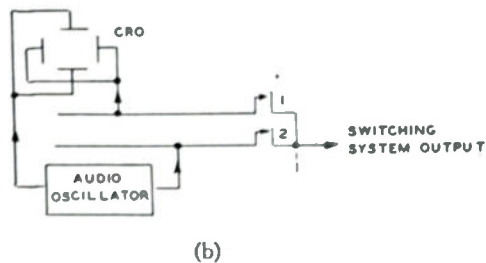 CRO
1
2
SWITCHING
SYSTEM OUTPUT
AUDIO
OSCILLATOR
(b)